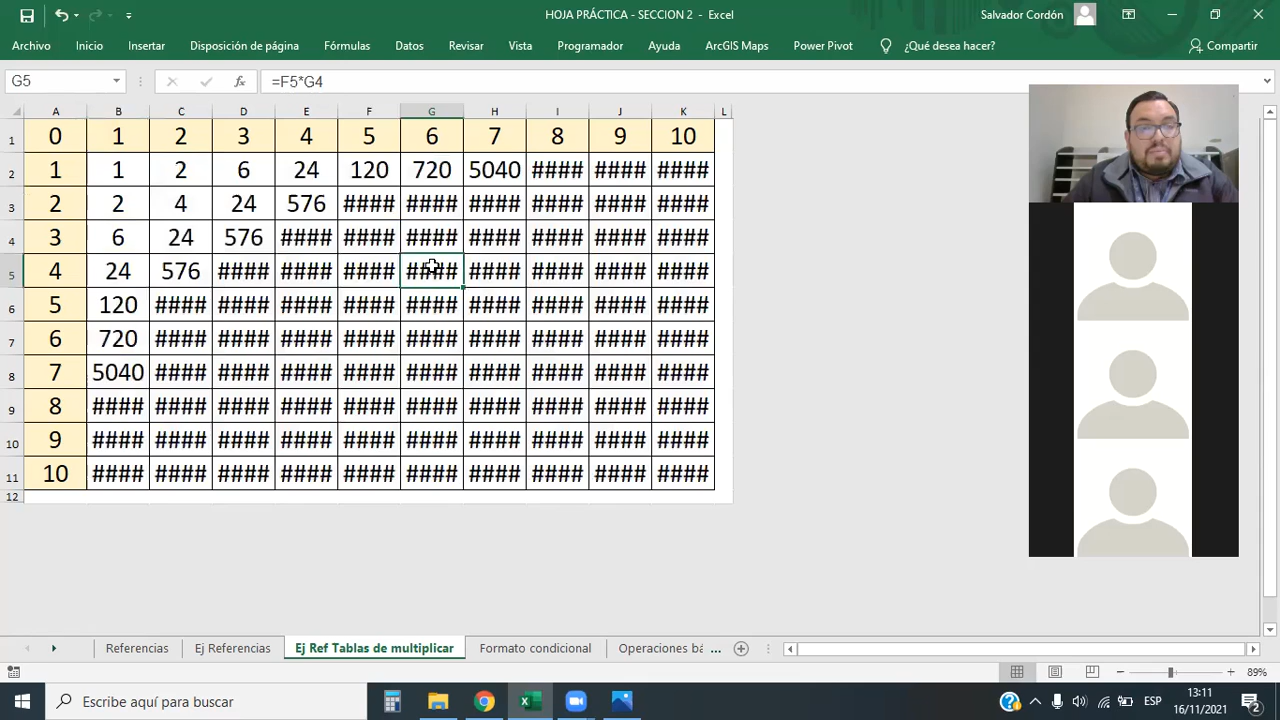 HOJA PRÁCTICA - SECCION 2 - Excel
Salvador Cordón
Archivo Inicio Insertar Disposición de página Fórmulas Datos Revisar Vista Programador Ayuda ArcGIS Maps Power Pivot ¿Qué desea hacer? Compartir
G5 fx =F5*G4
A B C D E F G H I J K L
1 0 1 2 3 4 5 6 7 8 9 10
2 1 1 2 6 24 120 720 5040 #### #### ####
3 2 2 4 24 576 #### #### #### #### #### ####
4 3 6 24 576 #### #### #### #### #### #### ####
5 4 24 576 #### #### #### #### #### #### #### ####
6 5 120 #### #### #### #### #### #### #### #### ####
7 6 720 #### #### #### #### #### #### #### #### ####
8 7 5040 #### #### #### #### #### #### #### #### ####
9 8 #### #### #### #### #### #### #### #### #### ####
10 9 #### #### #### #### #### #### #### #### #### ####
11 10 #### #### #### #### #### #### #### #### #### ####
12
Referencias Ej Referencias Ej Ref Tablas de multiplicar Formato condicional Operaciones bá ...
89%
Escribe aquí para buscar ESP 13:11
16/11/2021 2